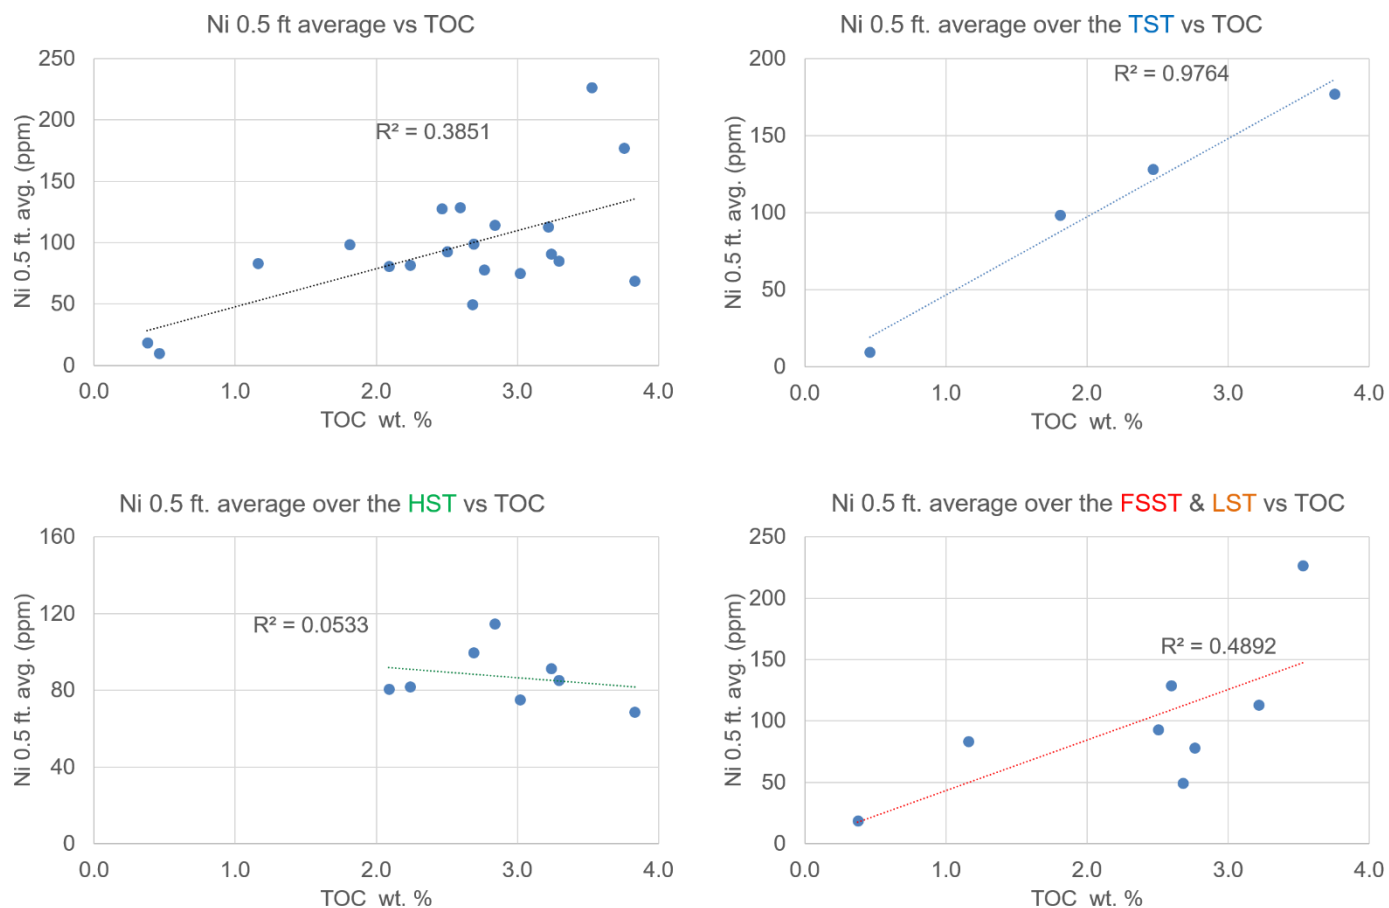 Ni 0.5 ft average vs TOC
250
200
150
100
50
0
Ni 0.5 ft. avg. (ppm)
R² = 0.3851
0.0 1.0 2.0 3.0 4.0
TOC wt. %
Ni 0.5 ft. average over the TST vs TOC
200
150
100
50
0
Ni 0.5 ft. avg. (ppm)
R² = 0.9764
0.0 1.0 2.0 3.0 4.0
TOC wt. %
Ni 0.5 ft. average over the HST vs TOC
160
120
80
40
0
Ni 0.5 ft. avg. (ppm)
R² = 0.0533
0.0 1.0 2.0 3.0 4.0
TOC wt. %
Ni 0.5 ft. average over the FSST & LST vs TOC
250
200
150
100
50
0
Ni 0.5 ft. avg. (ppm)
R² = 0.4892
0.0 1.0 2.0 3.0 4.0
TOC wt. %